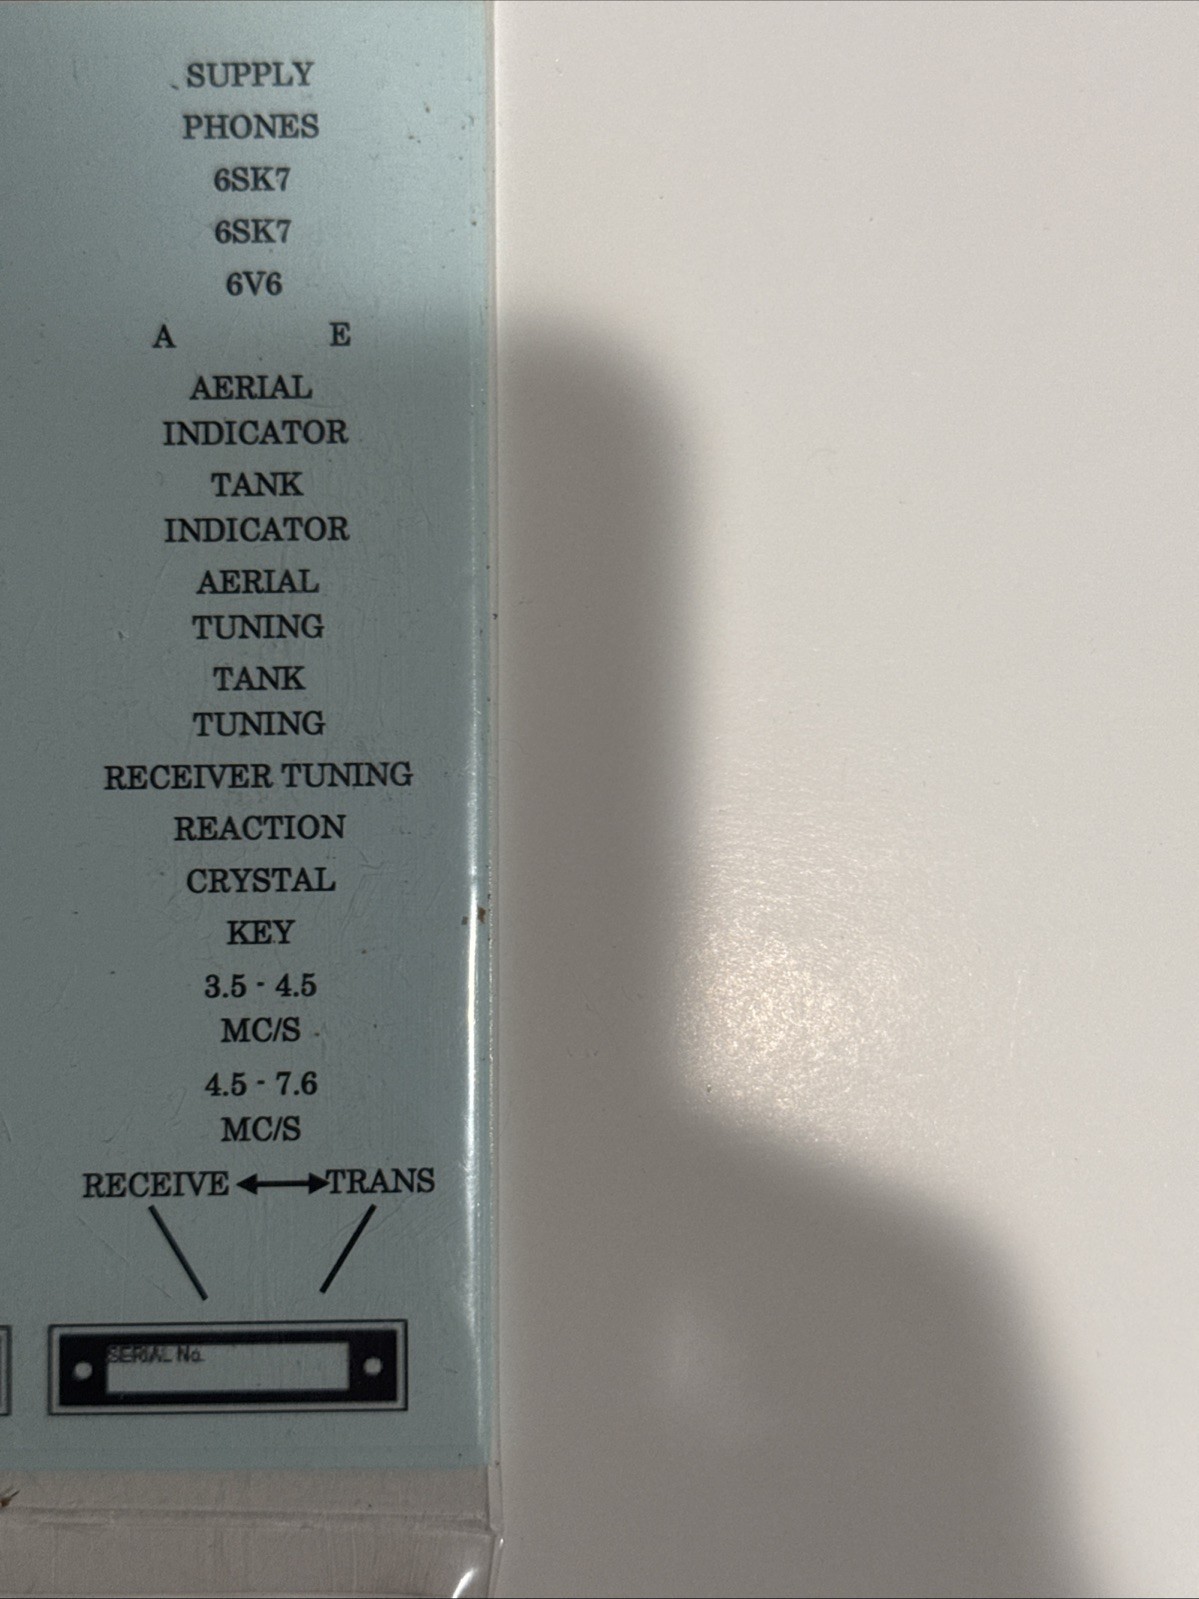 SUPPLY
PHONES
6SK7
6SK7
6V6
A E
AERIAL
INDICATOR
TANK
INDICATOR
AERIAL
TUNING
TANK
TUNING
RECEIVER TUNING
REACTION
CRYSTAL
KEY
3.5 - 4.5
MC/S
4.5 - 7.6
MC/S
RECEIVE TRANS
SERIAL No.